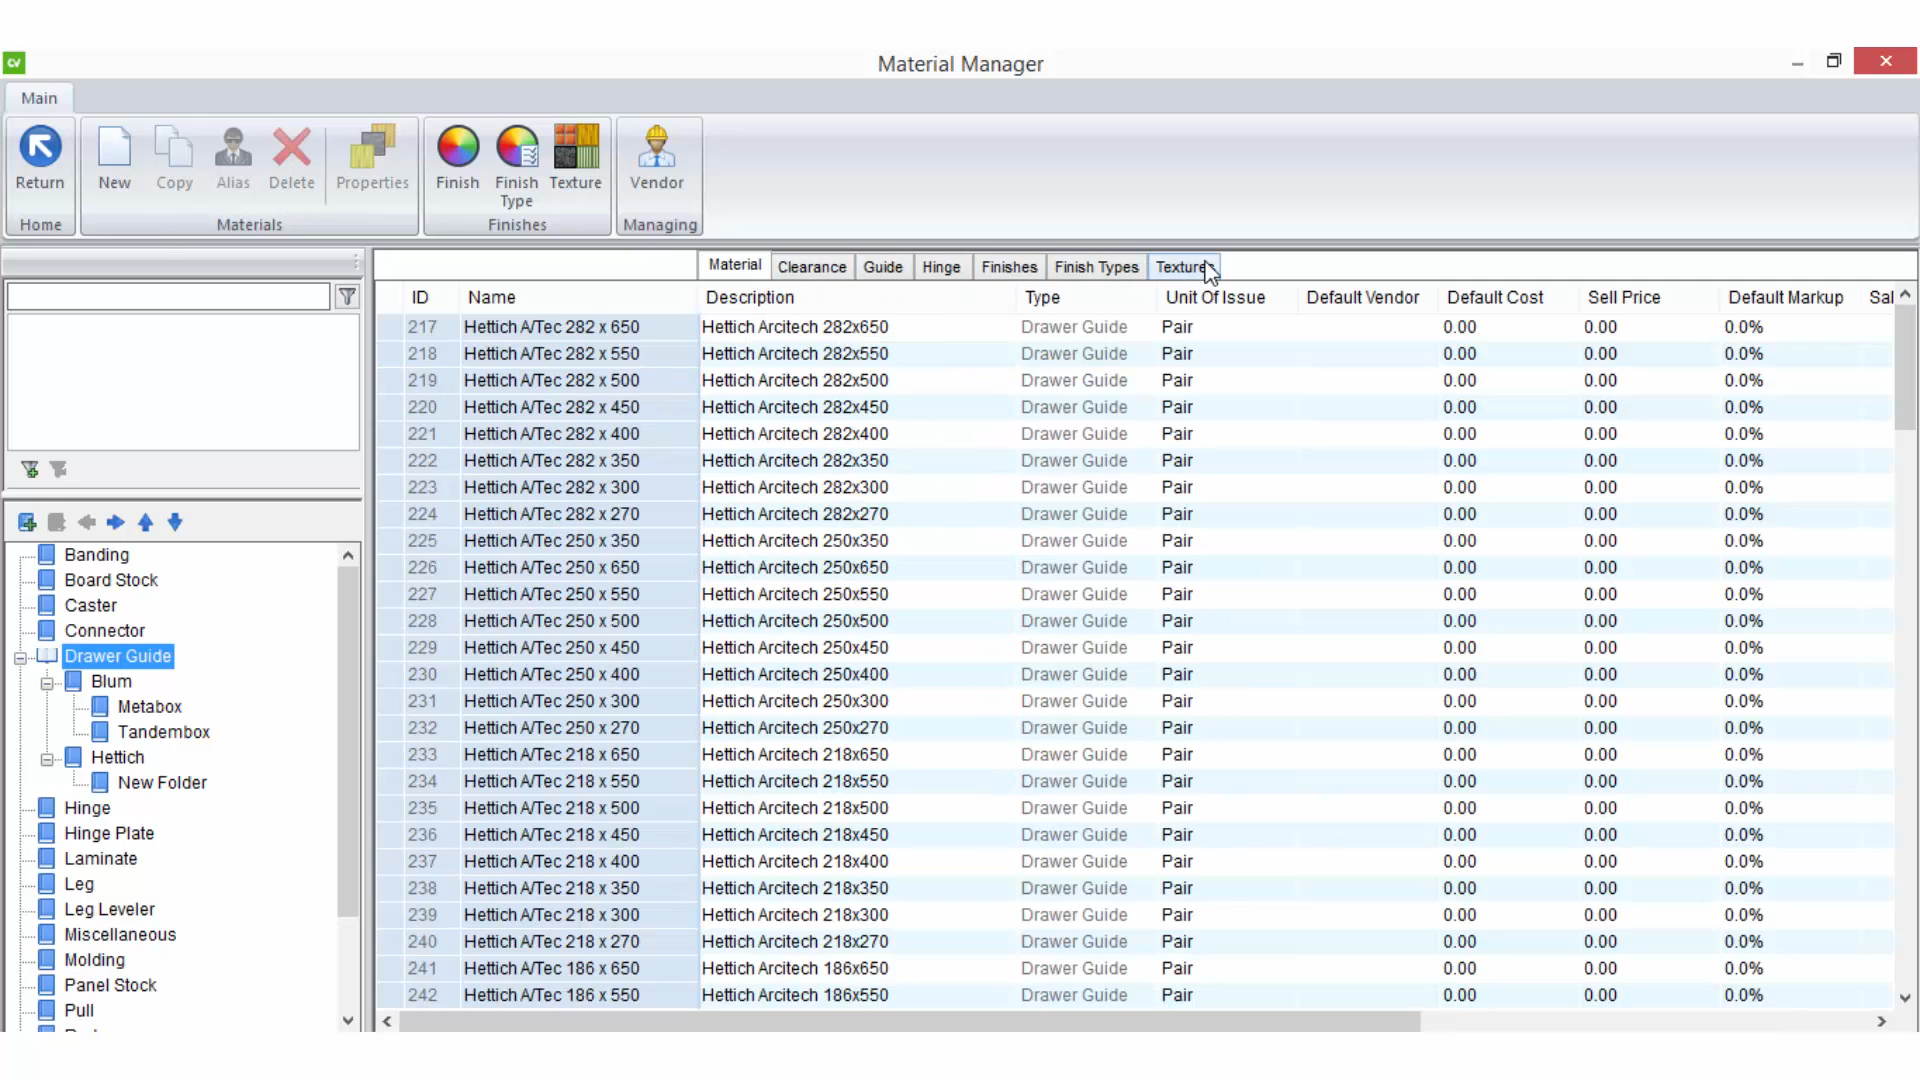 CV
Material Manager
Main
Return
New
Copy
Alias
Delete
Properties
Finish
Finish Type
Texture
Vendor
Home
Materials
Finishes
Managing
Banding
Board Stock
Caster
Connector
Drawer Guide
Blum
Metabox
Tandembox
Hettich
New Folder
Hinge
Hinge Plate
Laminate
Leg
Leg Leveler
Miscellaneous
Molding
Panel Stock
Pull
Material Clearance Guide Hinge Finishes Finish Types
ID Name Description Type Unit Of Issue Default Vendor Default Cost Sell Price Default Markup Sal
217 Hettich A/Tec 282 x 650 Hettich Arcitech 282x650 Drawer Guide Pair 0.00 0.00 0.0%
218 Hettich A/Tec 282 x 550 Hettich Arcitech 282x550 Drawer Guide Pair 0.00 0.00 0.0%
219 Hettich A/Tec 282 x 500 Hettich Arcitech 282x500 Drawer Guide Pair 0.00 0.00 0.0%
220 Hettich A/Tec 282 x 450 Hettich Arcitech 282x450 Drawer Guide Pair 0.00 0.00 0.0%
221 Hettich A/Tec 282 x 400 Hettich Arcitech 282x400 Drawer Guide Pair 0.00 0.00 0.0%
222 Hettich A/Tec 282 x 350 Hettich Arcitech 282x350 Drawer Guide Pair 0.00 0.00 0.0%
223 Hettich A/Tec 282 x 300 Hettich Arcitech 282x300 Drawer Guide Pair 0.00 0.00 0.0%
224 Hettich A/Tec 282 x 270 Hettich Arcitech 282x270 Drawer Guide Pair 0.00 0.00 0.0%
225 Hettich A/Tec 250 x 350 Hettich Arcitech 250x350 Drawer Guide Pair 0.00 0.00 0.0%
226 Hettich A/Tec 250 x 650 Hettich Arcitech 250x650 Drawer Guide Pair 0.00 0.00 0.0%
227 Hettich A/Tec 250 x 550 Hettich Arcitech 250x550 Drawer Guide Pair 0.00 0.00 0.0%
228 Hettich A/Tec 250 x 500 Hettich Arcitech 250x500 Drawer Guide Pair 0.00 0.00 0.0%
229 Hettich A/Tec 250 x 450 Hettich Arcitech 250x450 Drawer Guide Pair 0.00 0.00 0.0%
230 Hettich A/Tec 250 x 400 Hettich Arcitech 250x400 Drawer Guide Pair 0.00 0.00 0.0%
231 Hettich A/Tec 250 x 300 Hettich Arcitech 250x300 Drawer Guide Pair 0.00 0.00 0.0%
232 Hettich A/Tec 250 x 270 Hettich Arcitech 250x270 Drawer Guide Pair 0.00 0.00 0.0%
233 Hettich A/Tec 218 x 650 Hettich Arcitech 218x650 Drawer Guide Pair 0.00 0.00 0.0%
234 Hettich A/Tec 218 x 550 Hettich Arcitech 218x550 Drawer Guide Pair 0.00 0.00 0.0%
235 Hettich A/Tec 218 x 500 Hettich Arcitech 218x500 Drawer Guide Pair 0.00 0.00 0.0%
236 Hettich A/Tec 218 x 450 Hettich Arcitech 218x450 Drawer Guide Pair 0.00 0.00 0.0%
237 Hettich A/Tec 218 x 400 Hettich Arcitech 218x400 Drawer Guide Pair 0.00 0.00 0.0%
238 Hettich A/Tec 218 x 350 Hettich Arcitech 218x350 Drawer Guide Pair 0.00 0.00 0.0%
239 Hettich A/Tec 218 x 300 Hettich Arcitech 218x300 Drawer Guide Pair 0.00 0.00 0.0%
240 Hettich A/Tec 218 x 270 Hettich Arcitech 218x270 Drawer Guide Pair 0.00 0.00 0.0%
241 Hettich A/Tec 186 x 650 Hettich Arcitech 186x650 Drawer Guide Pair 0.00 0.00 0.0%
242 Hettich A/Tec 186 x 550 Hettich Arcitech 186x550 Drawer Guide Pair 0.00 0.00 0.0%